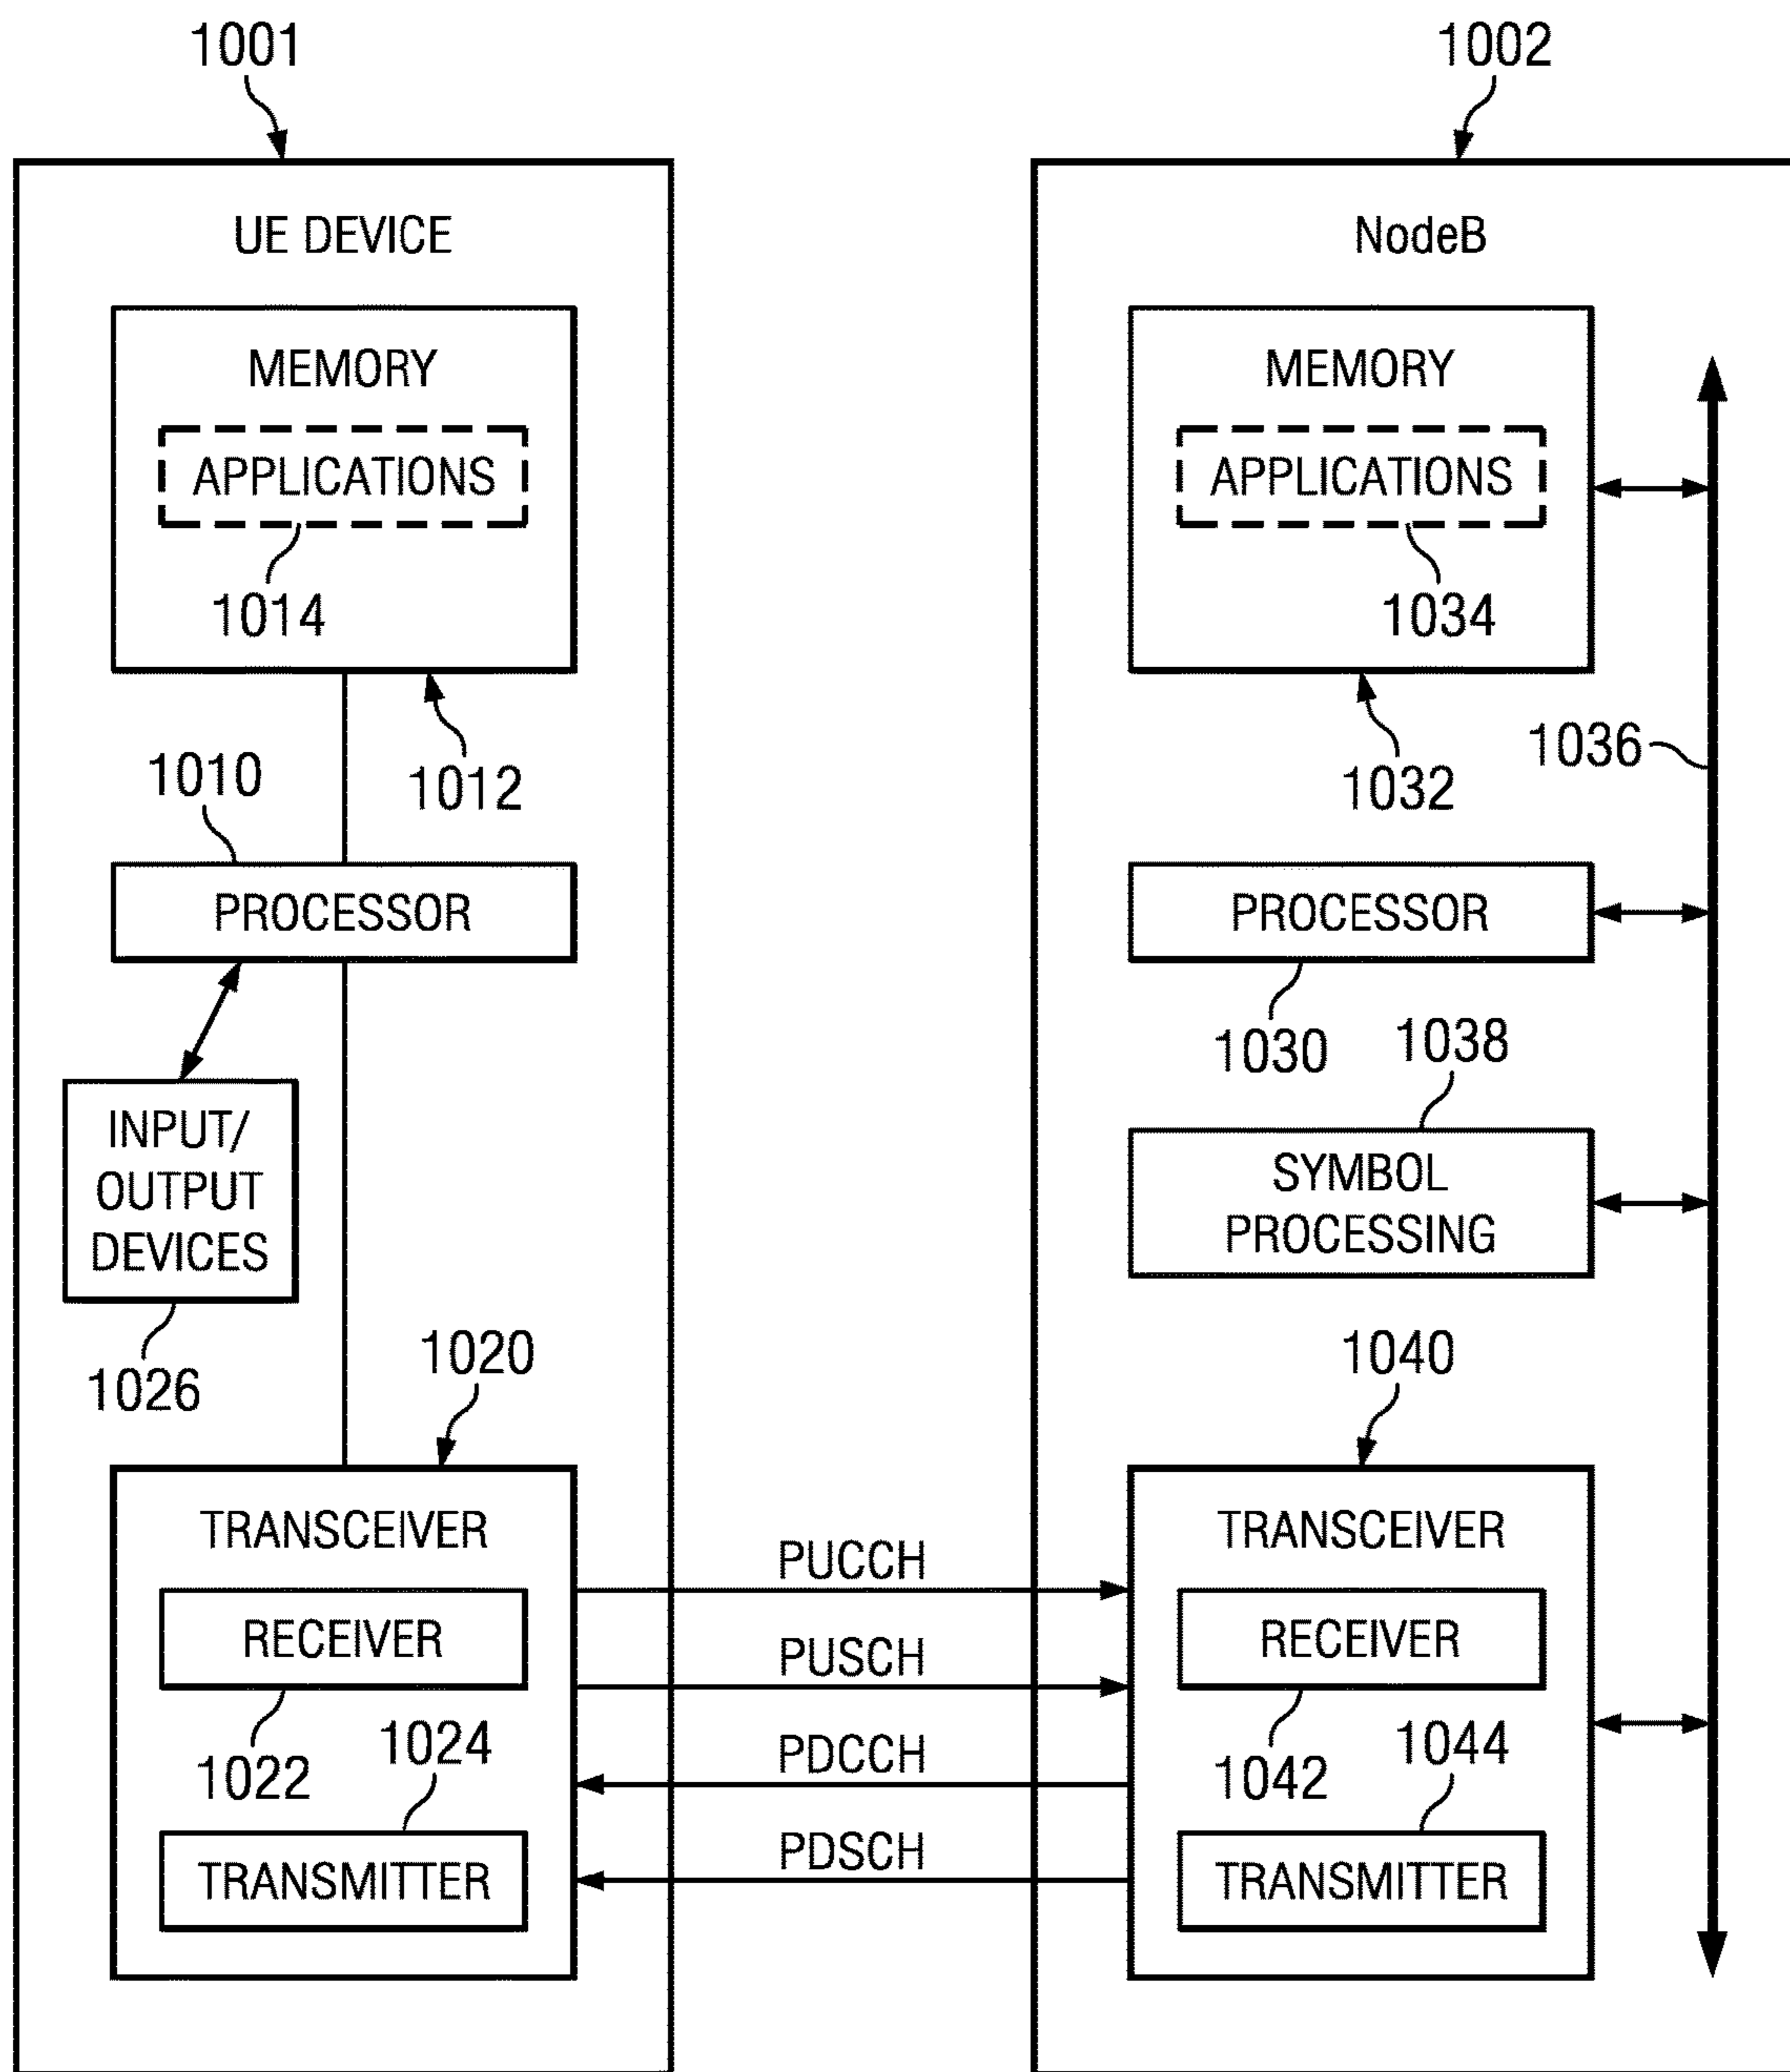 1001
1002
UE DEVICE
NodeB
MEMORY
APPLICATIONS
1014
MEMORY
APPLICATIONS
1034
1010
1012
1032
1036
PROCESSOR
PROCESSOR
1030
1038
INPUT/
OUTPUT
DEVICES
1026
SYMBOL
PROCESSING
1020
1040
TRANSCEIVER
RECEIVER
1022
1024
TRANSMITTER
PUCCH
PUSCH
PDCCH
PDSCH
TRANSCEIVER
RECEIVER
1042
1044
TRANSMITTER